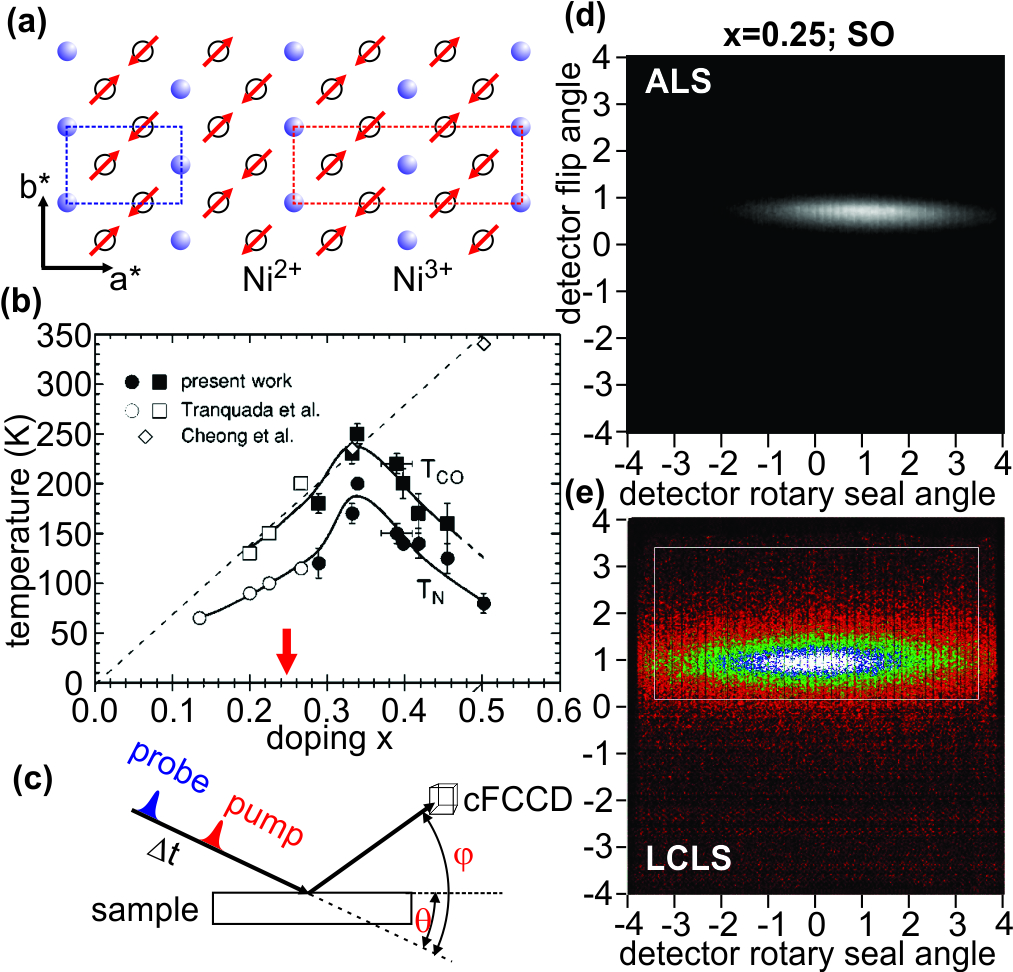 (a)
b*
a*
Ni2+
Ni3+
(b)
350
300
250
200
150
100
50
0
temperature (K)
present work
Tranquada et al.
Cheong et al.
TCO
TN
0.0 0.1 0.2 0.3 0.4 0.5 0.6
doping x
(c)
probe
pump
Δt
cFCCD
φ
θ
sample
(d)
x=0.25; SO
ALS
4
3
2
1
0
-1
-2
-3
-4
detector flip angle
-4 -3 -2 -1 0 1 2 3 4
detector rotary seal angle
(e)
4
3
2
1
0
-1
-2
-3
-4
LCLS
-4 -3 -2 -1 0 1 2 3 4
detector rotary seal angle